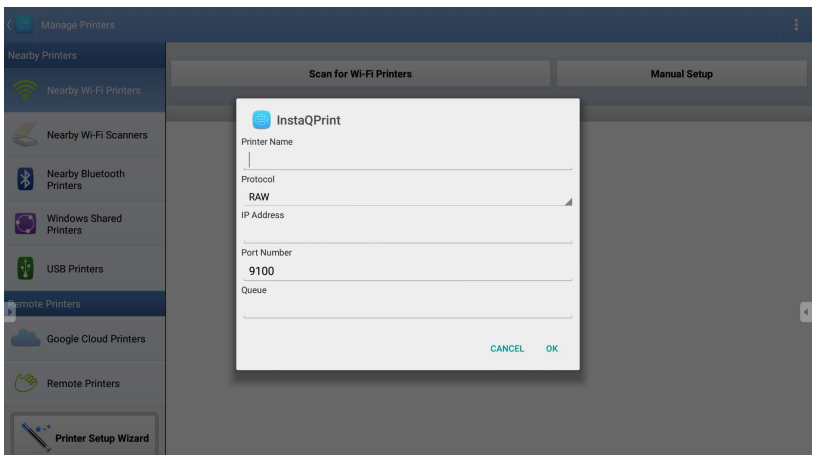 Manage Printers
Nearby Printers
Nearby Wi-Fi Printers
Nearby Wi-Fi Scanners
Nearby Bluetooth
Printers
Windows Shared
Printers
USB Printers
Remote Printers
Google Cloud Printers
Remote Printers
Printer Setup Wizard
Scan for Wi-Fi Printers
Manual Setup
InstaQPrint
Printer Name
Protocol
RAW
IP Address
Port Number
9100
Queue
CANCEL OK